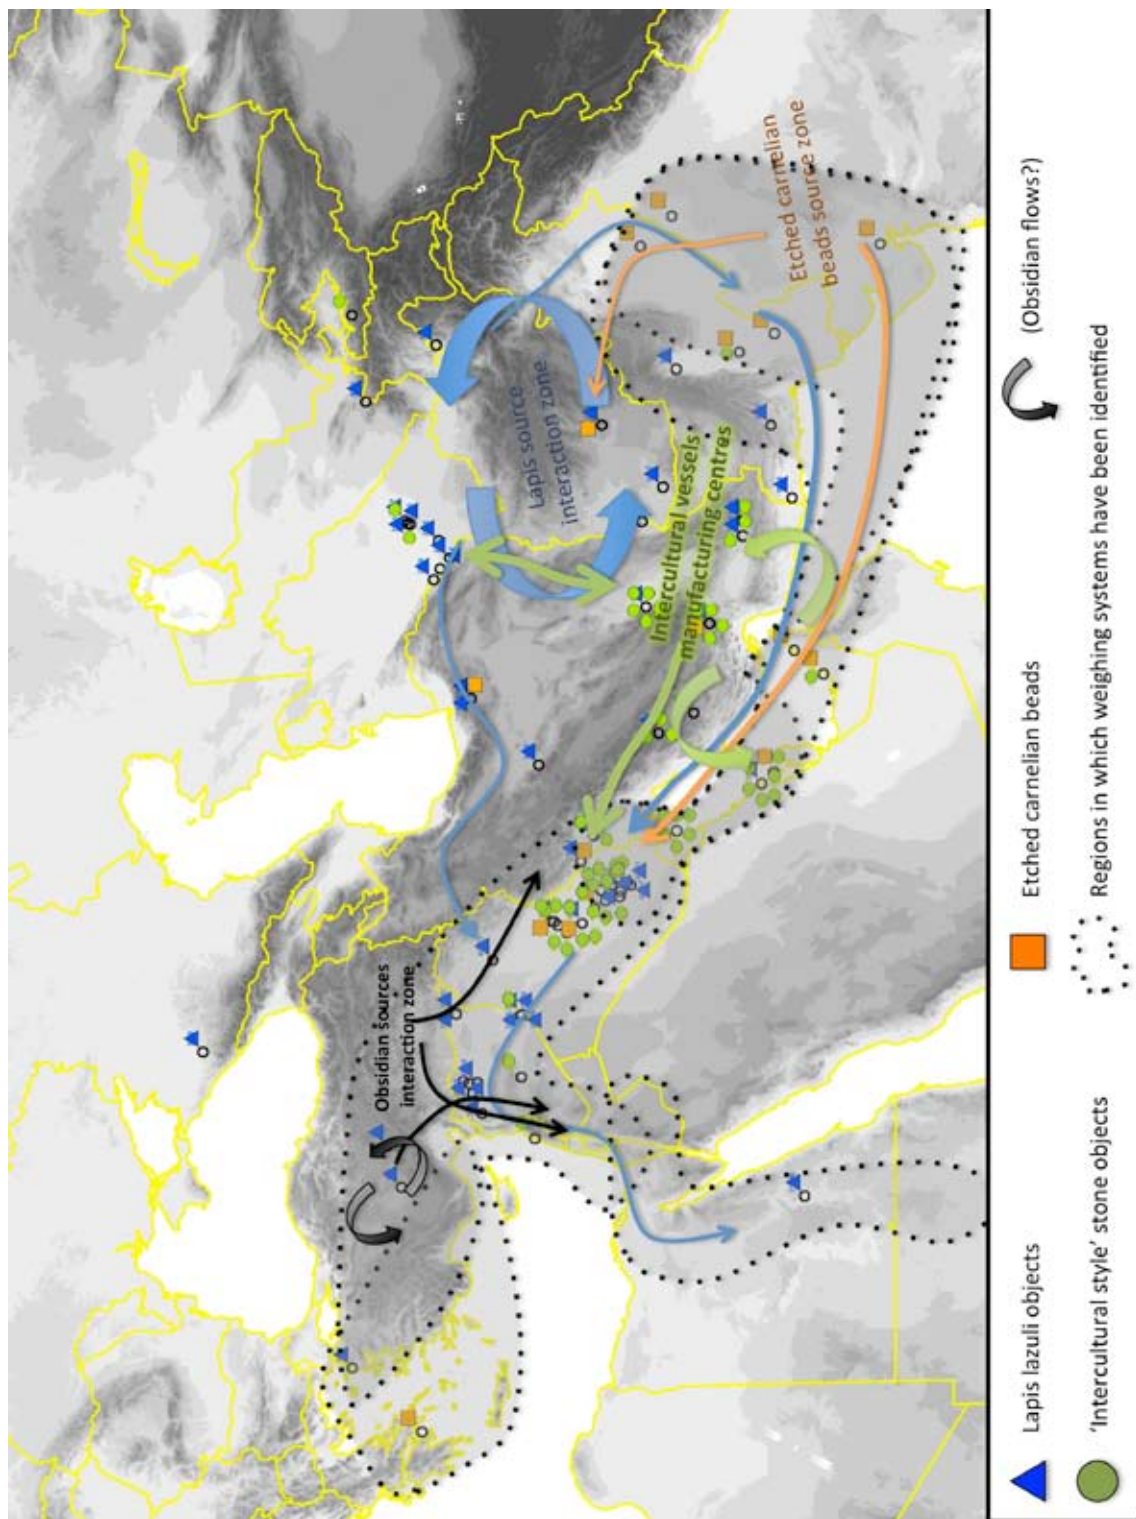 Obsidian sources
interaction zone
Lapis source
interaction zone
Intercultural vessels
manufacturing centres
Etched carnelian
beads source zone
Lapis lazuli objects
Etched carnelian beads
(Obsidian flows?)
'Intercultural style' stone objects
Regions in which weighing systems have been identified